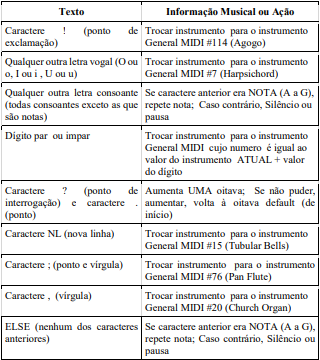 Texto
Informação Musical ou Ação
Caractere ! (ponto de
exclamação)
Trocar instrumento para o instrumento
General MIDI #114 (Agogo)
Qualquer outra letra vogal (O ou
o, I ou i , U ou u)
Trocar instrumento para o instrumento
General MIDI #7 (Harpsichord)
Qualquer outra letra consoante
(todas consoantes exceto as que
são notas)
Se caractere anterior era NOTA (A a G),
repete nota; Caso contrário, Silêncio ou
pausa
Dígito par ou impar
Trocar instrumento para o instrumento
General MIDI cujo numero é igual ao
valor do instrumento ATUAL + valor
do dígito
Caractere ? (ponto de
interrogação) e caractere .
(ponto)
Aumenta UMA oitava; Se não puder,
aumentar, volta à oitava default (de
início)
Caractere NL (nova linha)
Trocar instrumento para o instrumento
General MIDI #15 (Tubular Bells)
Caractere ; (ponto e vírgula)
Trocar instrumento para o instrumento
General MIDI #76 (Pan Flute)
Caractere , (vírgula)
Trocar instrumento para o instrumento
General MIDI #20 (Church Organ)
ELSE (nenhum dos caracteres
anteriores)
Se caractere anterior era NOTA (A a G),
repete nota; Caso contrário, Silêncio ou
pausa